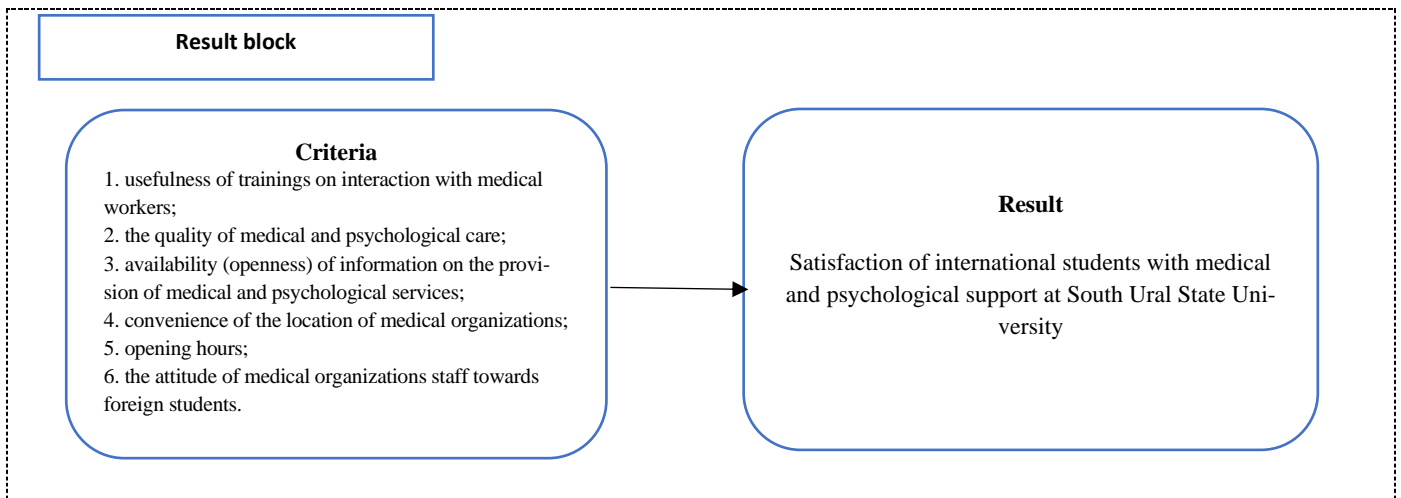 Result block
Criteria
1. usefulness of trainings on interaction with medical
workers;
2. the quality of medical and psychological care;
3. availability (openness) of information on the provi-
sion of medical and psychological services;
4. convenience of the location of medical organizations;
5. opening hours;
6. the attitude of medical organizations staff towards
foreign students.
Result
Satisfaction of international students with medical
and psychological support at South Ural State Uni-
versity